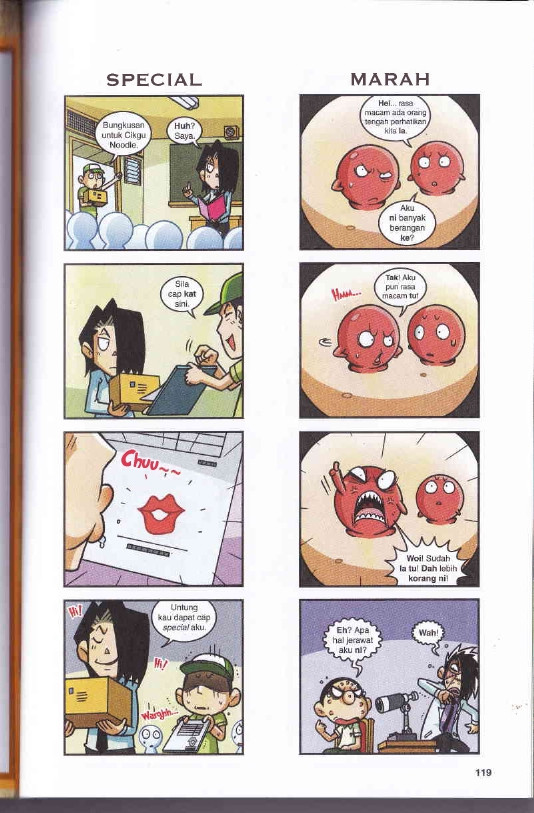 SPECIAL
Bungkusan
untuk Cikgu
Noodle.
Huh?
Saya.
Sila
cap kat
sini.
Chuu~~
Hi!
Untung
kau dapat cap
special aku.
Hi!
Warghh...
MARAH
Hei... rasa
macam ada orang
tengah perhatikan
kita la.
Aku
ni banyak
berangan
ke?
Hmm...
Tak! Aku
pun rasa
macam tu!
Woi! Sudah
la tu! Dah lebih
korang ni!
Eh? Apa
hal jerawat
aku ni?
Wah!
119